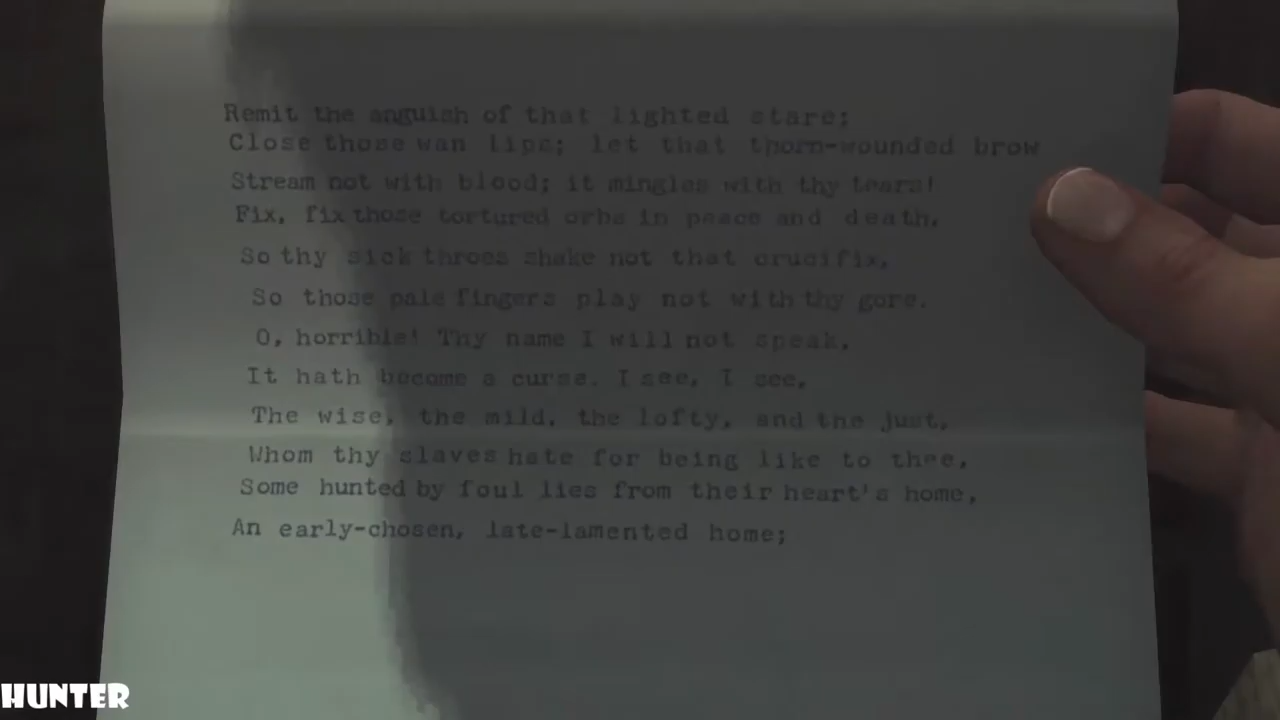 Remit the anguish of that lighted stare;
Close those wan lips; let that thorn-wounded brow
Stream not with blood; it mingles with thy tears!
Fix, fix those tortured orbs in peace and death,
So thy sick throes shake not that crucifix,
So those pale fingers play not with thy gore.
O, horrible! Thy name I will not speak,
It hath become a curse. I see, I see,
The wise, the mild, the lofty, and the just,
Whom thy slaves hate for being like to thee,
Some hunted by foul lies from their heart's home,
An early-chosen, late-lamented home;
HUNTER